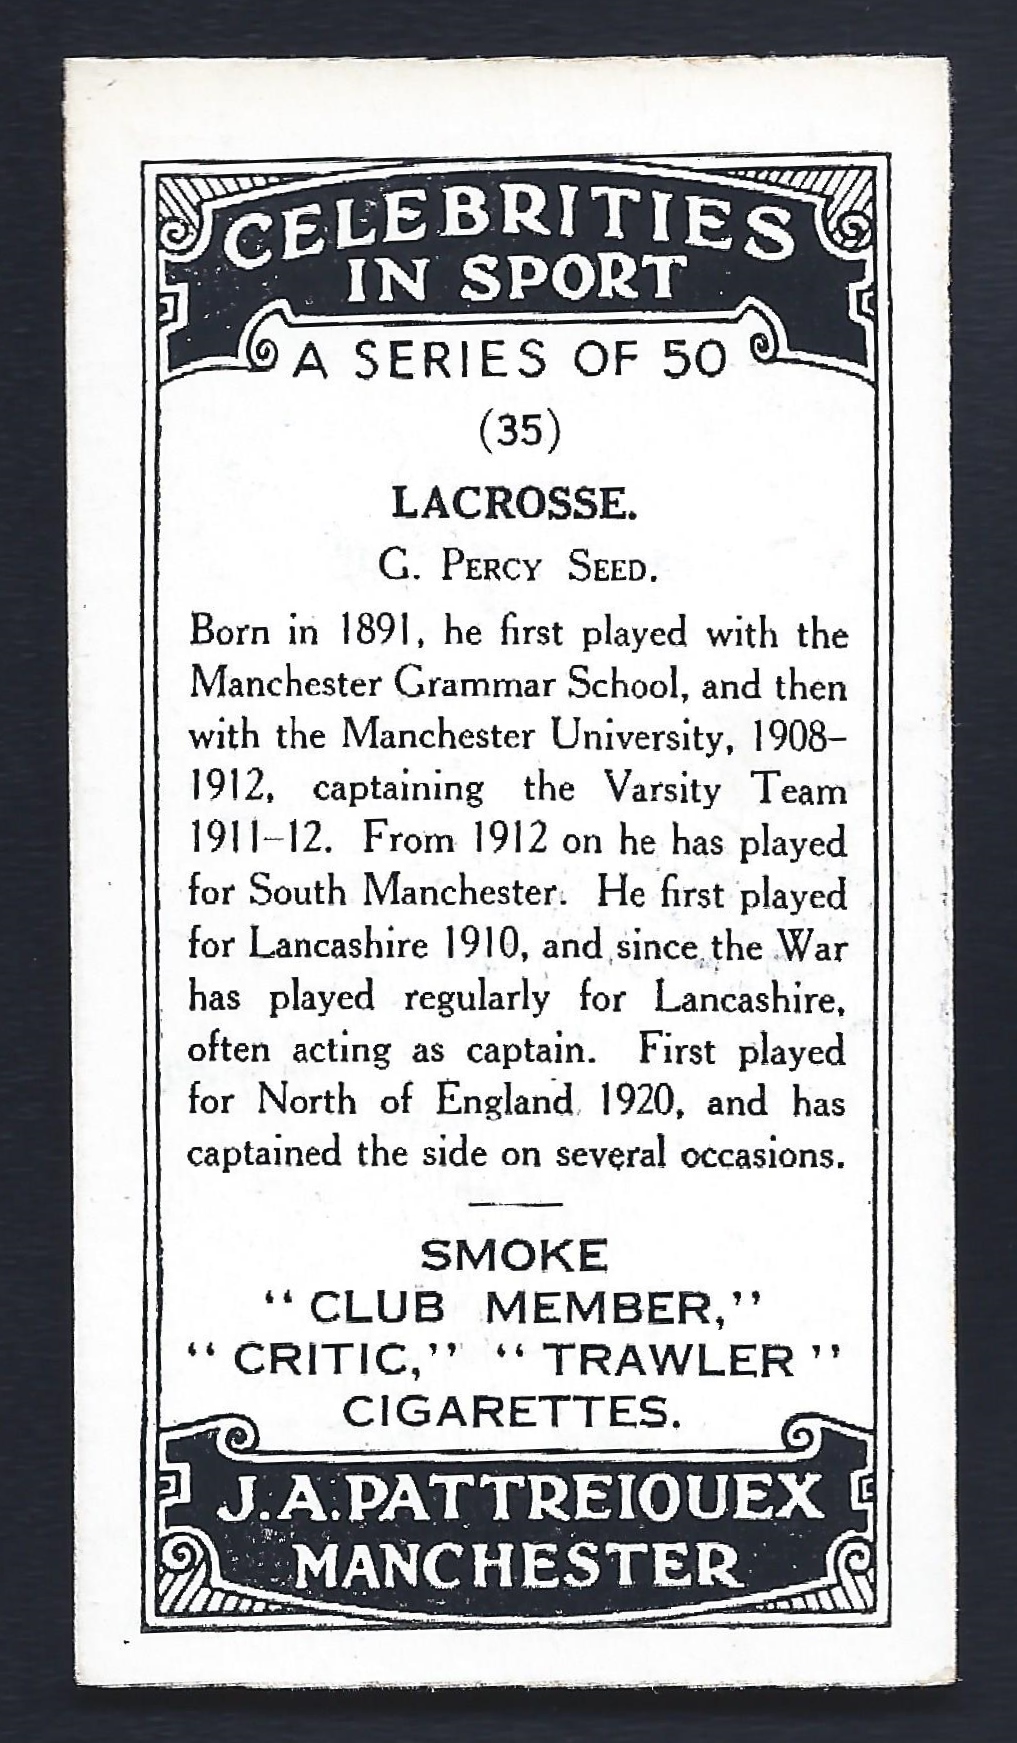 CELEBRITIES
IN SPORT
A SERIES OF 50
(35)
LACROSSE.
G. PERCY SEED.
Born in 1891, he first played with the
Manchester Grammar School, and then
with the Manchester University, 1908–
1912, captaining the Varsity Team
1911–12. From 1912 on he has played
for South Manchester. He first played
for Lancashire 1910, and since the War
has played regularly for Lancashire,
often acting as captain. First played
for North of England 1920, and has
captained the side on several occasions.
SMOKE
“ CLUB MEMBER,”
“ CRITIC,” “ TRAWLER ”
CIGARETTES.
J. A. PATTREIOUEX
MANCHESTER